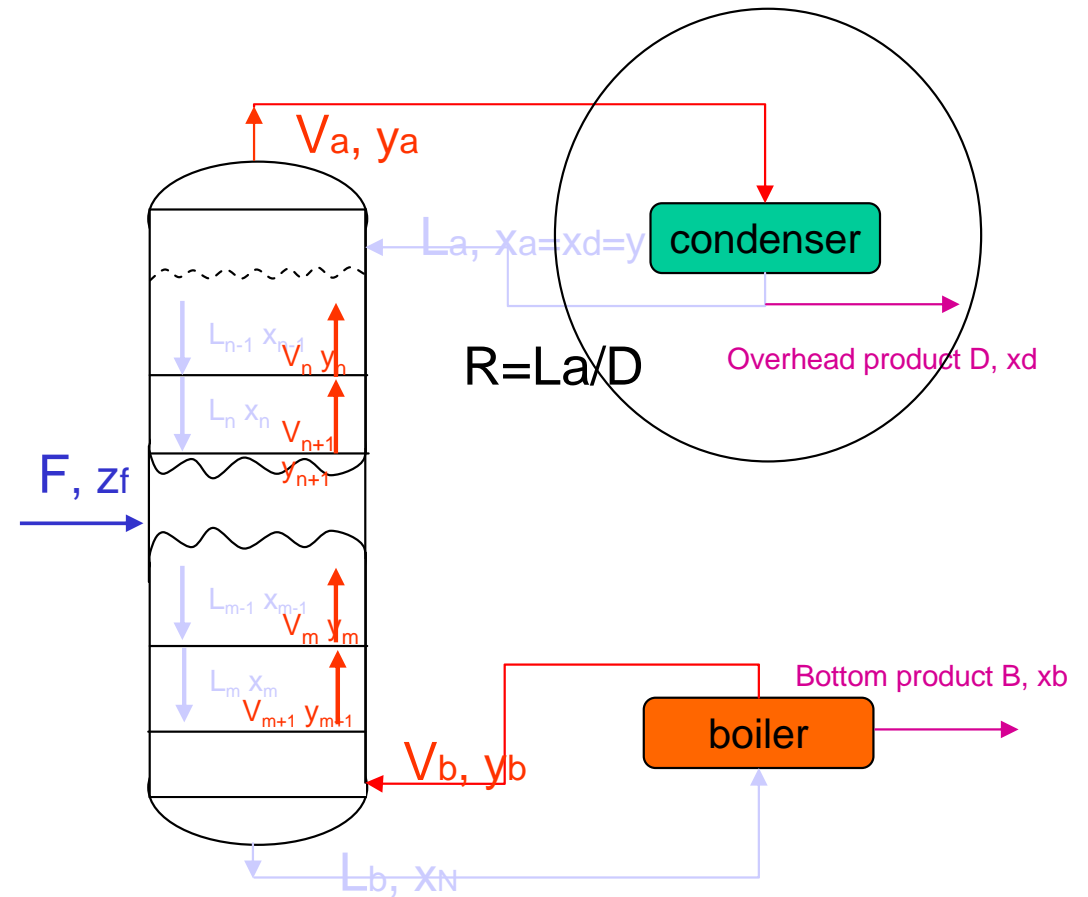 Va, ya
La, xa=xd=y
condenser
Ln-1 xn-1
Vn yn
R=La/D
Overhead product D, xd
Ln xn
Vn+1
yn+1
F, zf
Lm-1 xm-1
Vm ym
Lm xm
Vm+1 ym+1
Bottom product B, xb
boiler
Vb, yb
Lb, xN